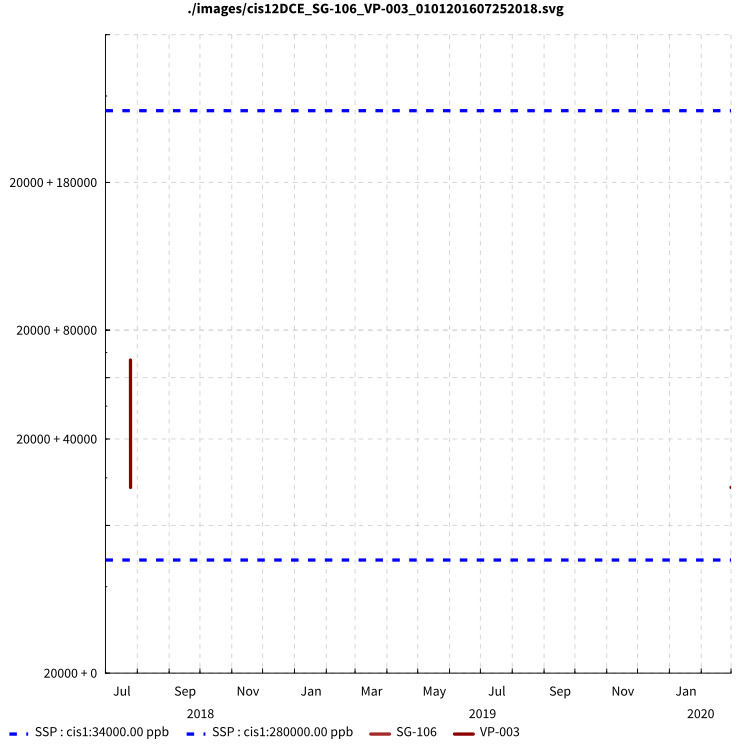 ./images/cis12DCE_SG-106_VP-003_0101201607252018.svg
20000 + 180000
20000 + 80000
20000 + 40000
20000 + 0
Jul Sep Nov Jan Mar May Jul Sep Nov Jan
2018 2019 2020
SSP : cis1:34000.00 ppb SSP : cis1:280000.00 ppb SG-106 VP-003